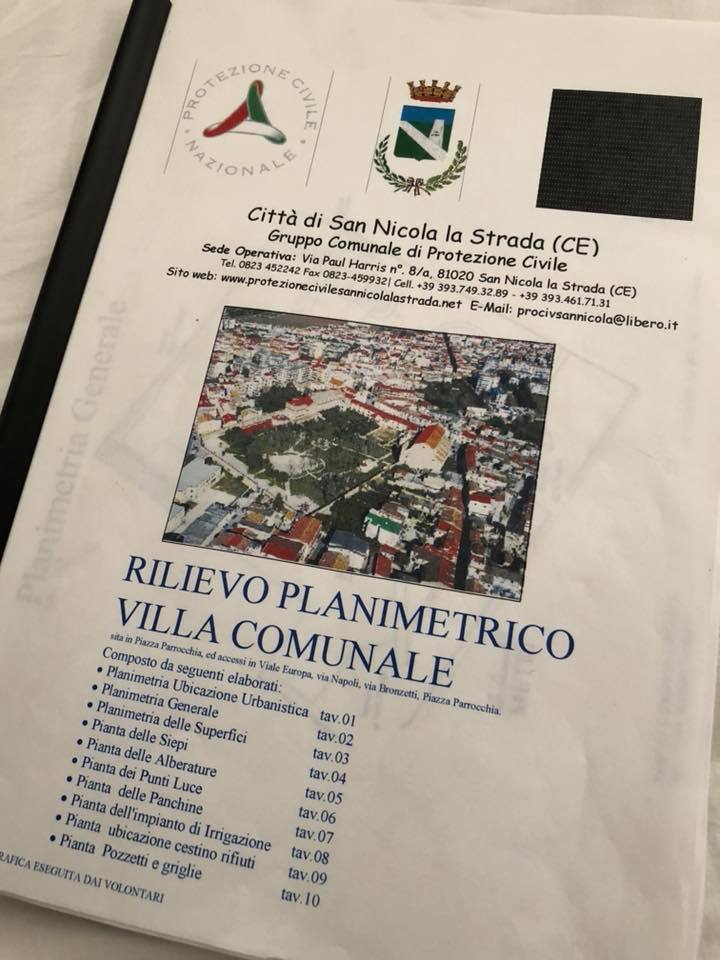 PROTEZIONE CIVILE
NAZIONALE
Città di San Nicola la Strada (CE)
Gruppo Comunale di Protezione Civile
Sede Operativa: Via Paul Harris n°. 8/a, 81020 San Nicola la Strada (CE)
Tel. 0823 452242 Fax 0823-459932| Cell. +39 393.749.32.89 - +39 393.461.71.31
Sito web: www.protezionecivilesannicolalastrada.net E-Mail: procivsannicola@libero.it
Planimetria Generale
RILIEVO PLANIMETRICO
VILLA COMUNALE
sita in Piazza Parrocchia, ed accessi in Viale Europa, via Napoli, via Bronzetti, Piazza Parrocchia.
Composto da seguenti elaborati:
• Planimetria Ubicazione Urbanistica tav.01
• Planimetria Generale tav.02
• Planimetria delle Superfici tav.03
• Pianta delle Siepi tav.04
• Pianta delle Alberature tav.05
• Pianta dei Punti Luce tav.06
• Pianta delle Panchine tav.07
• Pianta dell'impianto di Irrigazione tav.08
• Pianta ubicazione cestino rifiuti tav.09
• Pianta Pozzetti e griglie tav.10
RAFICA ESEGUITA DAI VOLONTARI